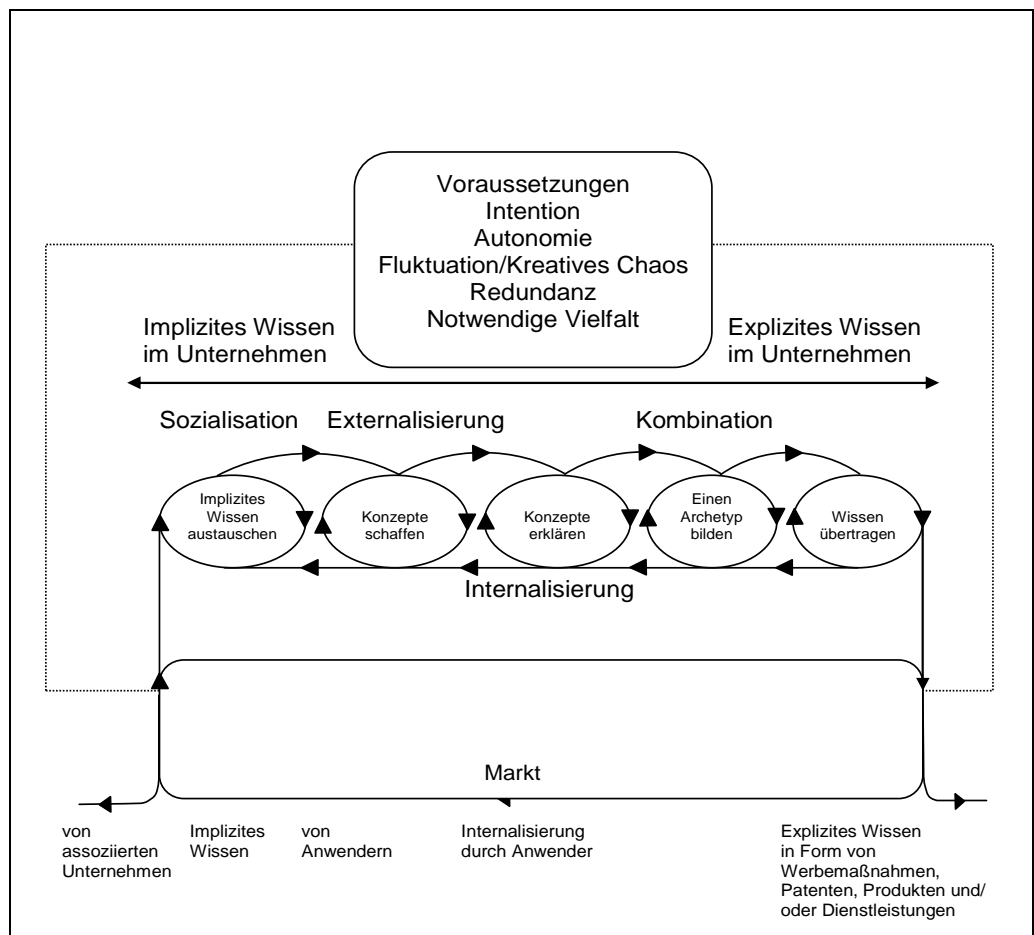 Voraussetzungen
Intention
Autonomie
Fluktuation/Kreatives Chaos
Redundanz
Notwendige Vielfalt
Implizites Wissen
im Unternehmen
Explizites Wissen
im Unternehmen
Sozialisation
Externalisierung
Kombination
Implizites
Wissen
austauschen
Konzepte
schaffen
Konzepte
erklären
Einen
Archetyp
bilden
Wissen
übertragen
Internalisierung
Markt
von
assoziierten
Unternehmen
Implizites
Wissen
von
Anwendern
Internalisierung
durch Anwender
Explizites Wissen
in Form von
Werbemaßnahmen,
Patenten, Produkten und/
oder Dienstleistungen